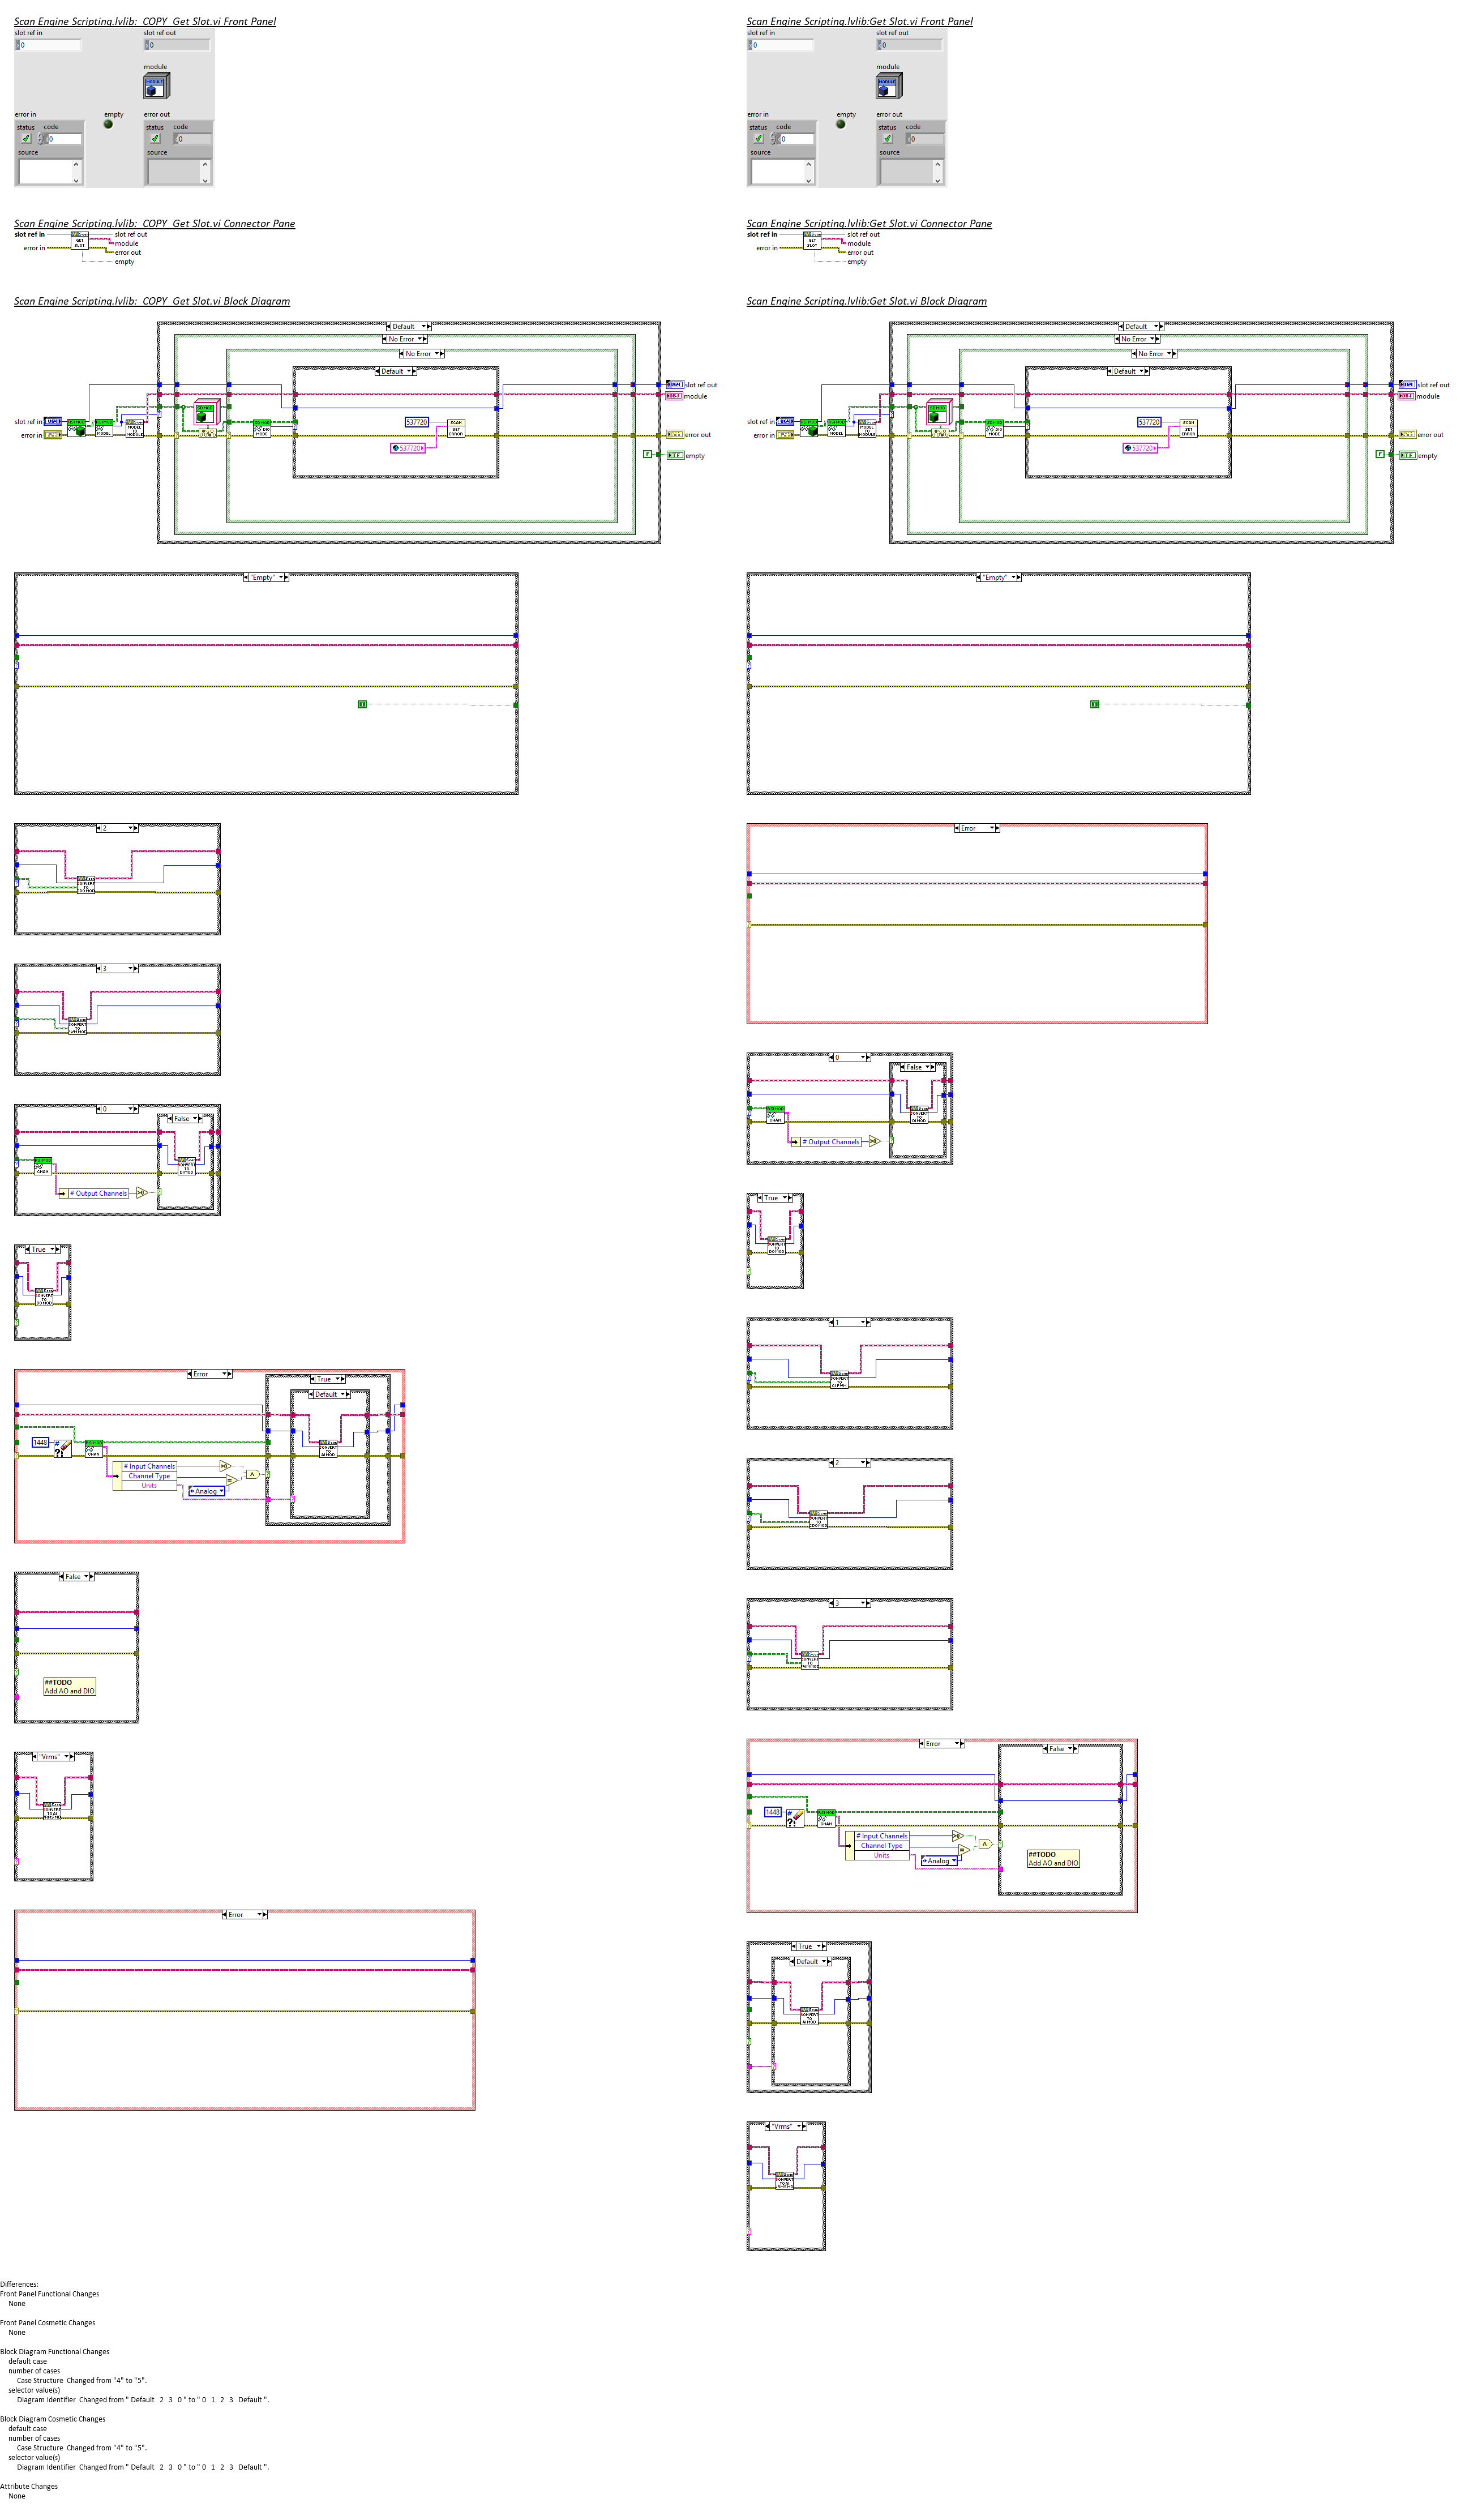 Scan Engine Scripting.lvlib:_COPY_Get Slot.vi Front Panel
slot ref in
slot ref out
0
0
module
MODULE
error in
empty
error out
status
code
status
code
0
0
source
source
Scan Engine Scripting.lvlib:_COPY_Get Slot.vi Connector Pane
slot ref in
slot ref out
GET SLOT
module
error in
error out
empty
Scan Engine Scripting.lvlib:_COPY_Get Slot.vi Block Diagram
Default
No Error
No Error
Default
slot ref out
module
slot ref in
error in
537720
537720
error out
empty
"Empty"
2
3
0
False
# Output Channels
True
Error
True
Default
1448
# Input Channels
Channel Type
Units
Analog
False
##TODO
Add AO and DIO
"Vrms"
Error
Scan Engine Scripting.lvlib:Get Slot.vi Front Panel
slot ref in
slot ref out
0
0
module
MODULE
error in
empty
error out
status
code
status
code
0
0
source
source
Scan Engine Scripting.lvlib:Get Slot.vi Connector Pane
slot ref in
slot ref out
GET SLOT
module
error in
error out
empty
Scan Engine Scripting.lvlib:Get Slot.vi Block Diagram
Default
No Error
No Error
Default
slot ref out
module
slot ref in
error in
537720
537720
error out
empty
"Empty"
Error
0
False
# Output Channels
True
1
2
3
Error
False
1448
# Input Channels
Channel Type
Units
Analog
##TODO
Add AO and DIO
True
Default
"Vrms"
Differences:
Front Panel Functional Changes
None
Front Panel Cosmetic Changes
None
Block Diagram Functional Changes
default case
number of cases
Case Structure  Changed from "4" to "5".
selector value(s)
Diagram Identifier  Changed from " Default   2   3   0 " to " 0   1   2   3   Default ".
Block Diagram Cosmetic Changes
default case
number of cases
Case Structure  Changed from "4" to "5".
selector value(s)
Diagram Identifier  Changed from " Default   2   3   0 " to " 0   1   2   3   Default ".
Attribute Changes
None